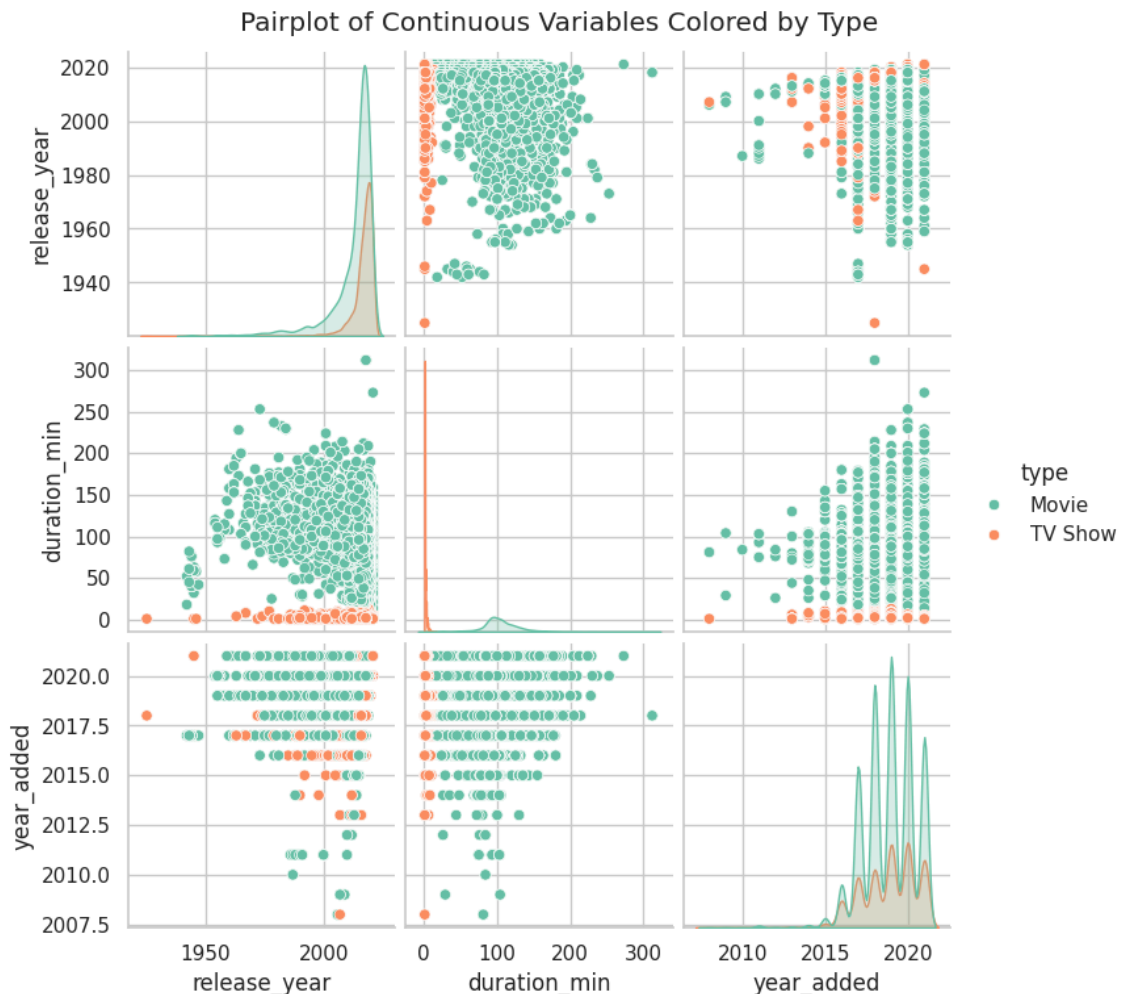 Pairplot of Continuous Variables Colored by Type
2020
2000
1980
1960
1940
release_year
300
250
200
150
100
50
0
duration_min
2020.0
2017.5
2015.0
2012.5
2010.0
2007.5
year_added
1950 2000
release_year
0 100 200 300
duration_min
2010 2015 2020
year_added
type
Movie
TV Show